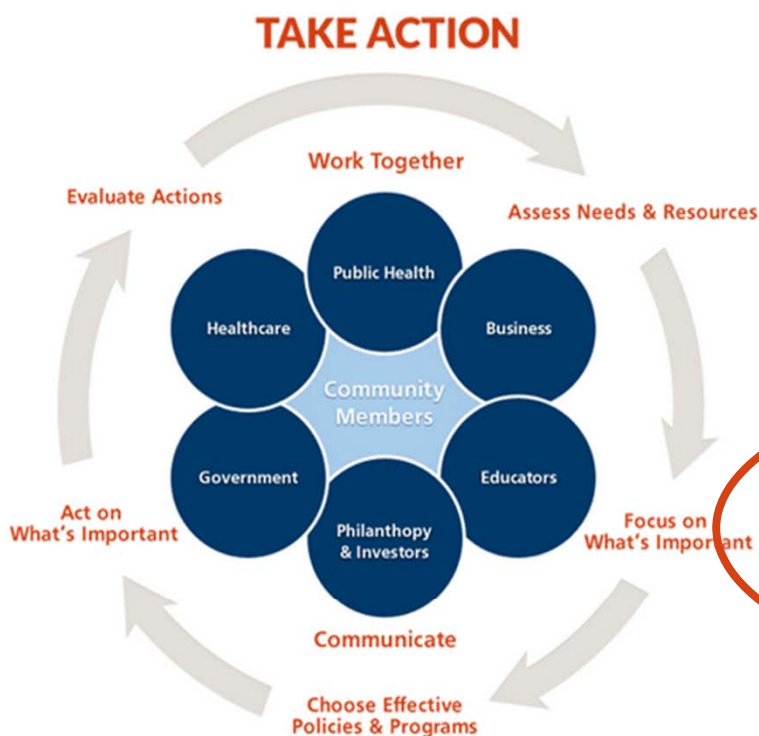 TAKE ACTION
Work Together
Evaluate Actions
Assess Needs & Resources
Public Health
Healthcare
Business
Community
Members
Government
Educators
Philanthopy
& Investors
Act on
What's Important
Focus on
What's Important
Communicate
Choose Effective
Policies & Programs